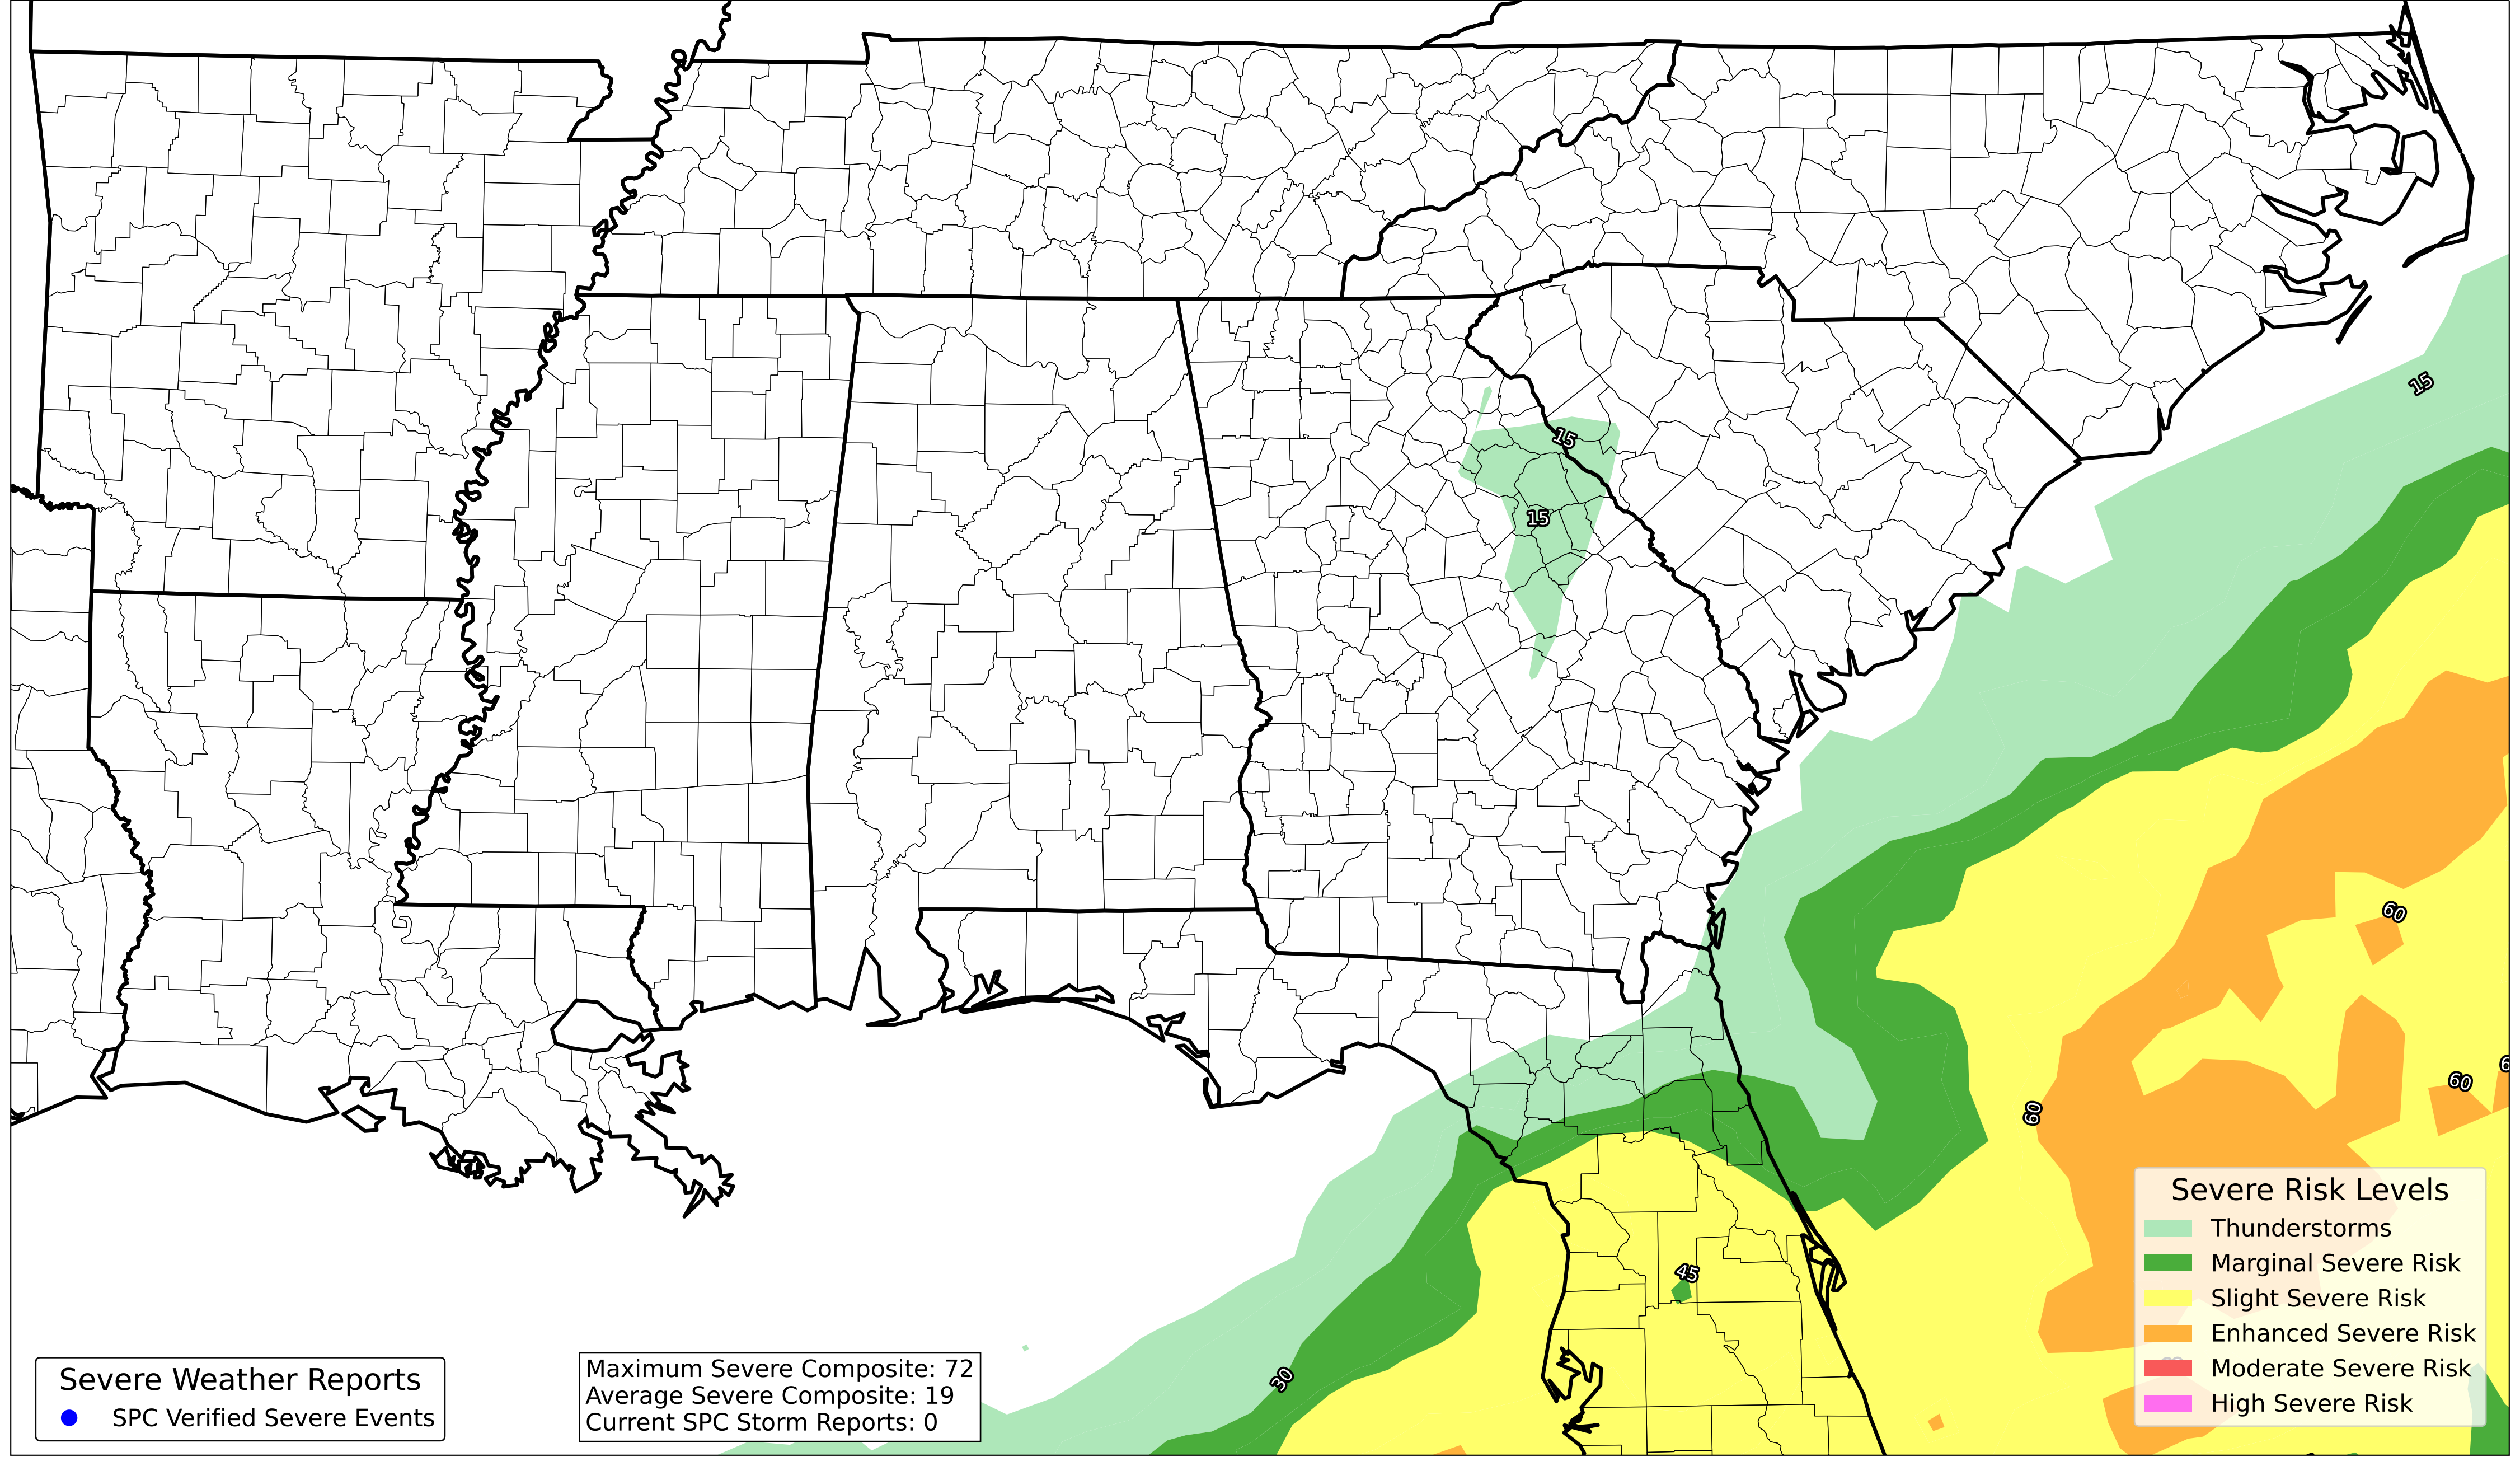 15
15
15
60
60
60
45
30
Severe Risk Levels
Thunderstorms
Marginal Severe Risk
Slight Severe Risk
Enhanced Severe Risk
Moderate Severe Risk
High Severe Risk
Severe Weather Reports
SPC Verified Severe Events
Maximum Severe Composite: 72
Average Severe Composite: 19
Current SPC Storm Reports: 0